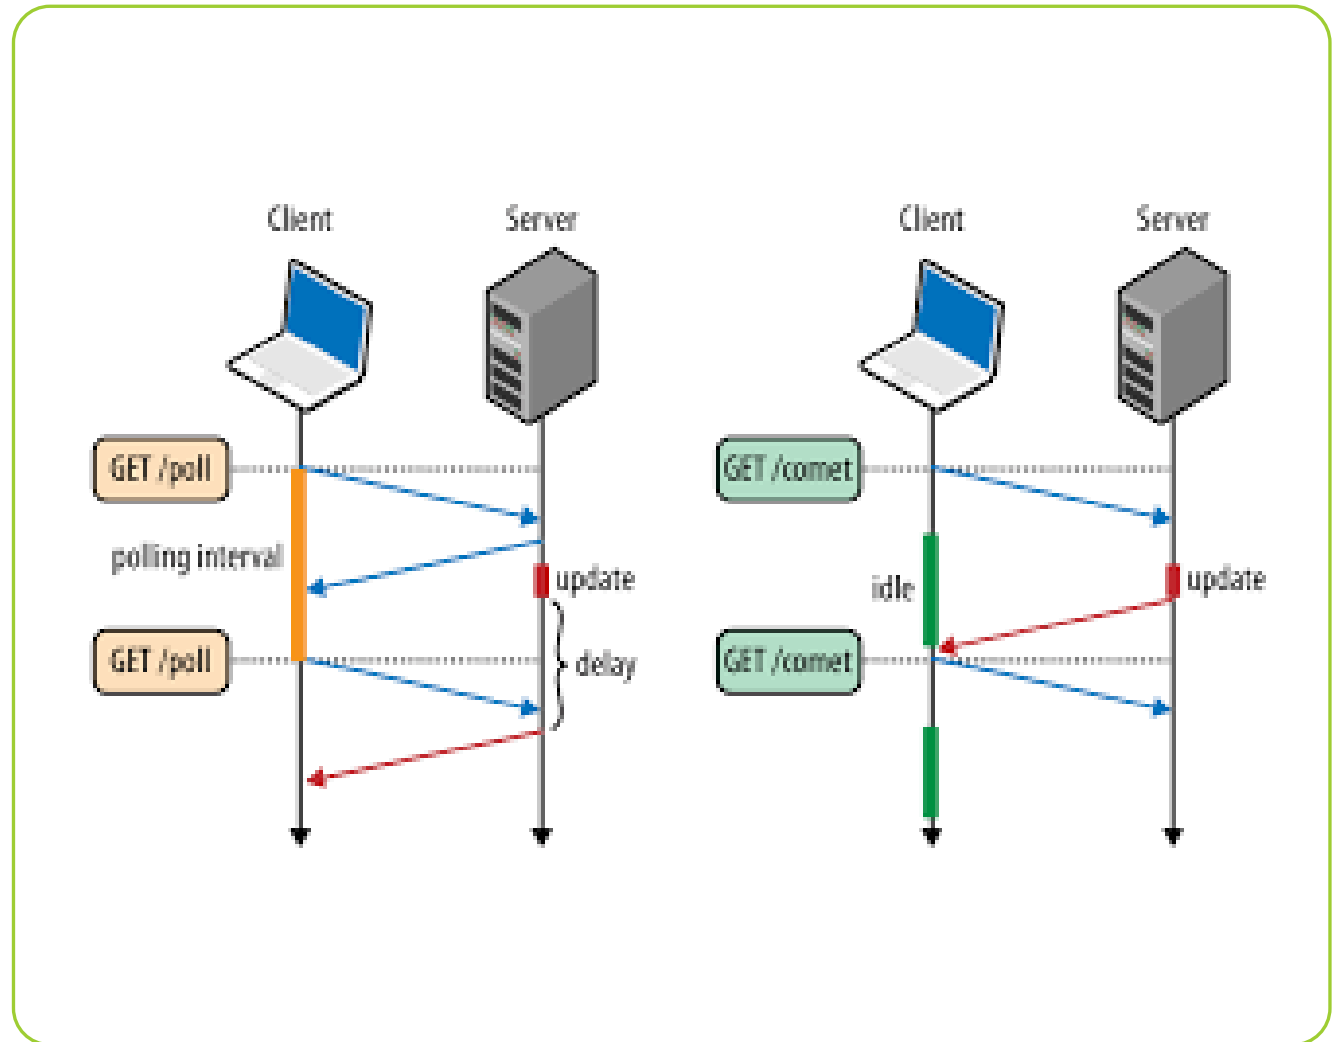 Client
Server
GET /poll
polling interval
update
GET /poll
delay
Client
Server
GET /comet
idle
update
GET /comet